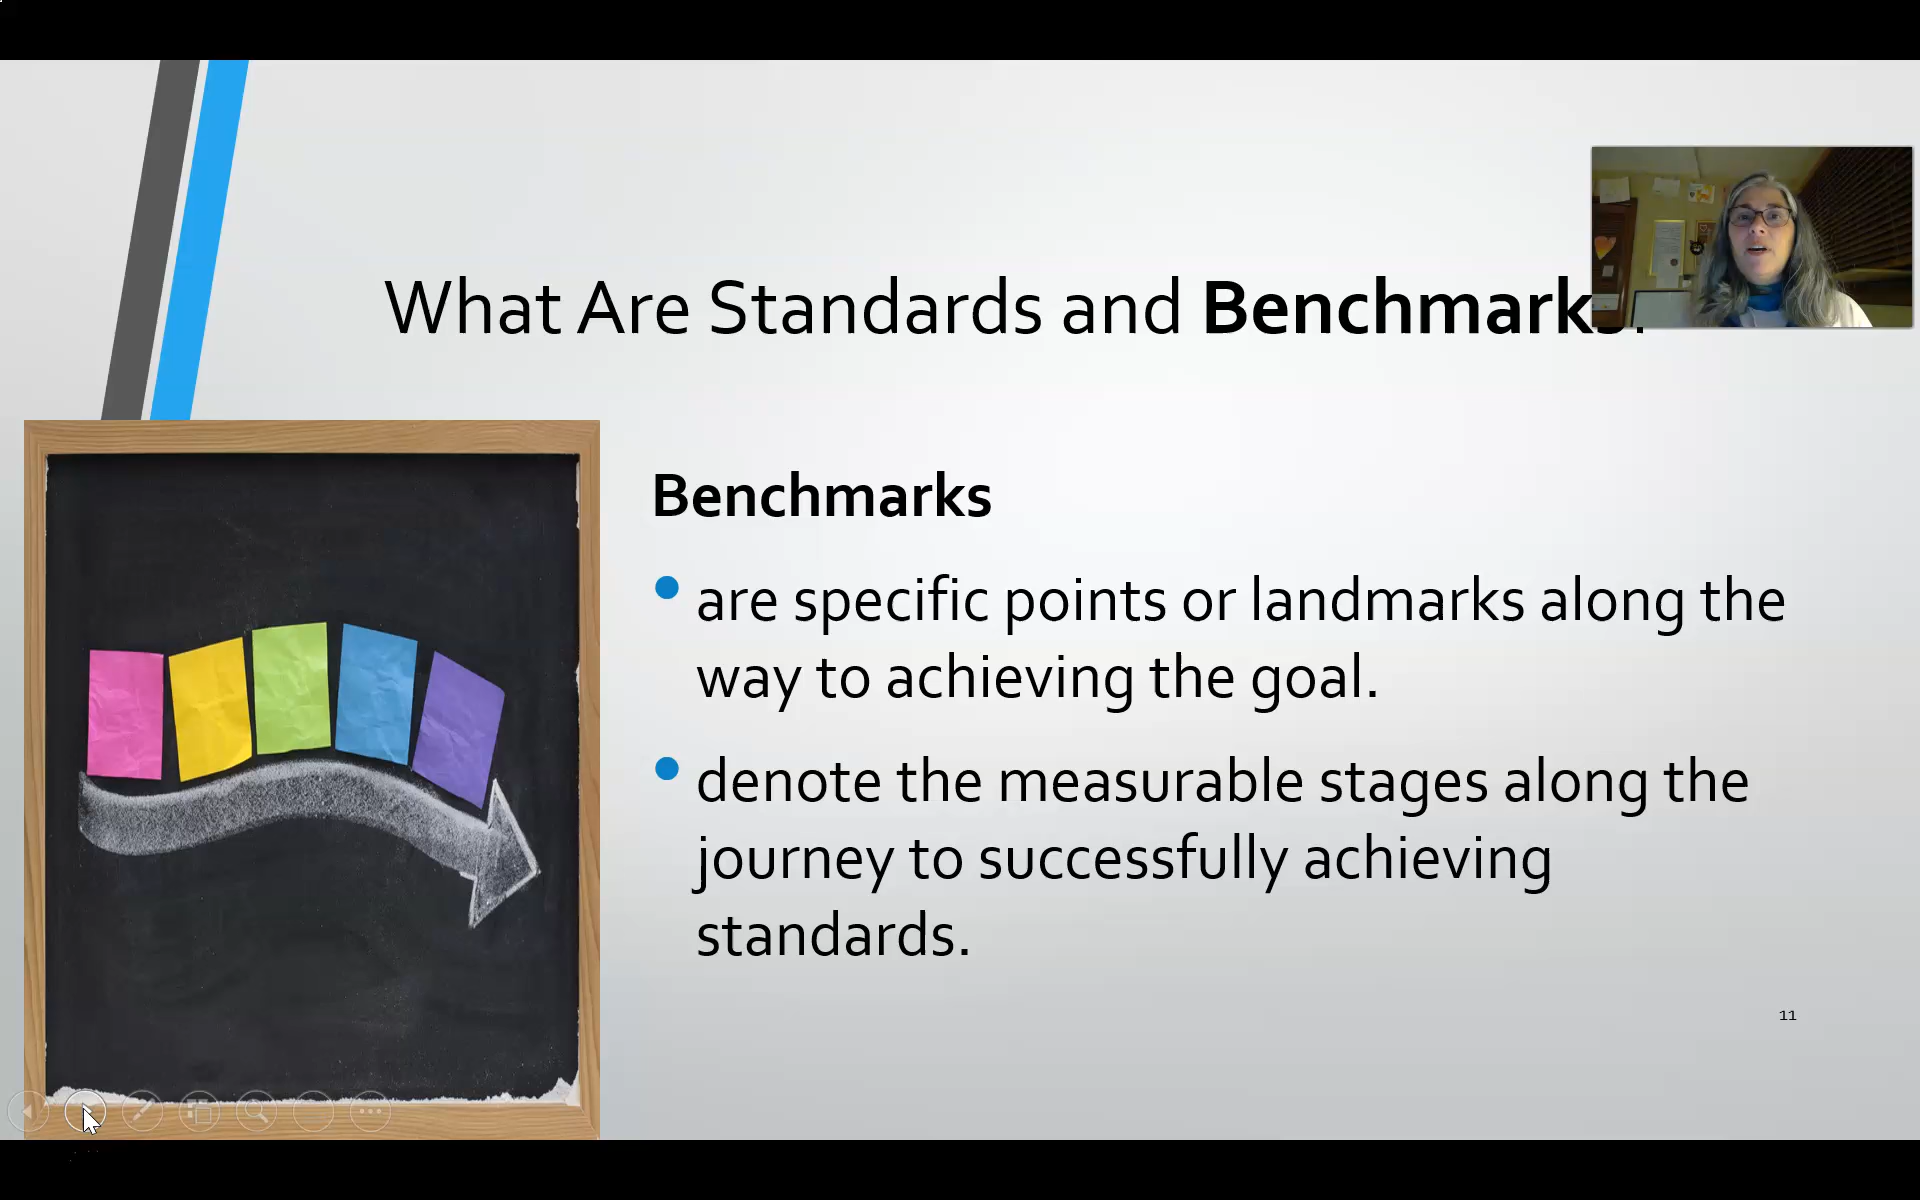 What Are Standards and Benchmarks
Benchmarks
• are specific points or landmarks along the
way to achieving the goal.
• denote the measurable stages along the
journey to successfully achieving
standards.
11